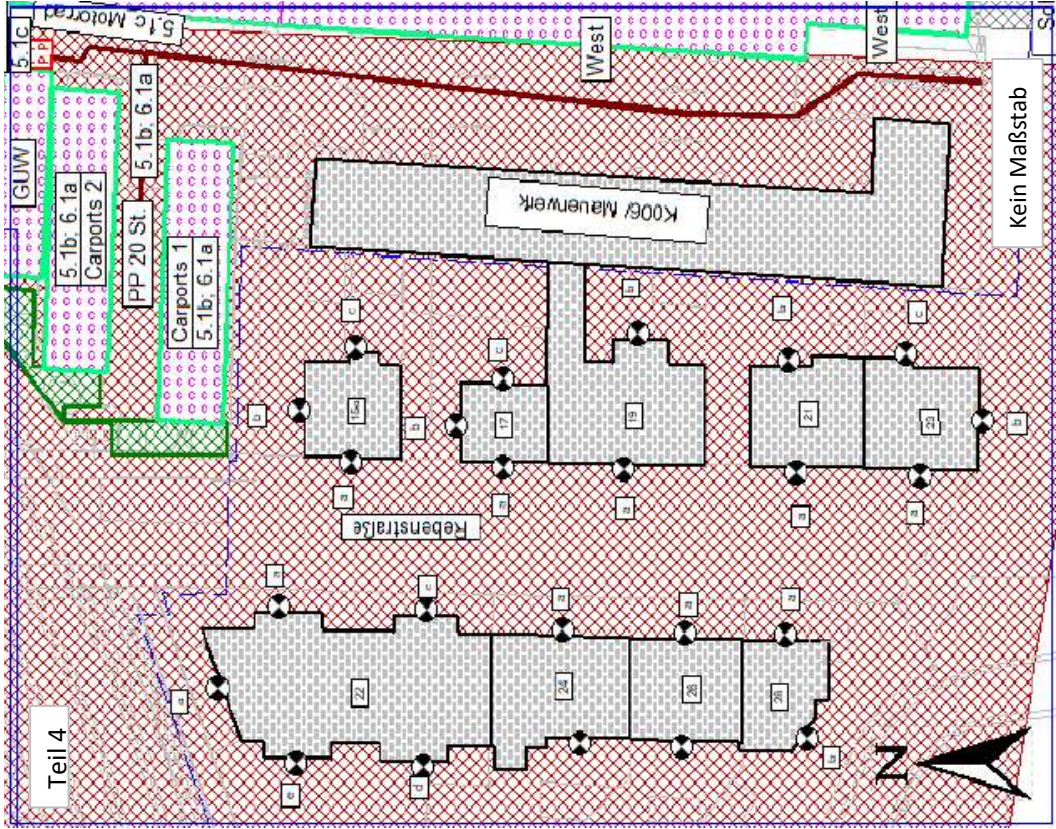 5.1c
PP
5.1c Motorrad
GUW
5.1b; 6.1a
Carports 2
5.1b; 6.1a
PP 20 St.
Carports 1
5.1b; 6.1a
West
West
K006/ Mauerwerk
Kein Maßstab
c
b
15a
b
a
c
17
a
b
19
a
b
21
a
c
23
b
a
Rebenstraße
a
c
a
a
a
a
22
24
26
28
e
d
b
N
Teil 4